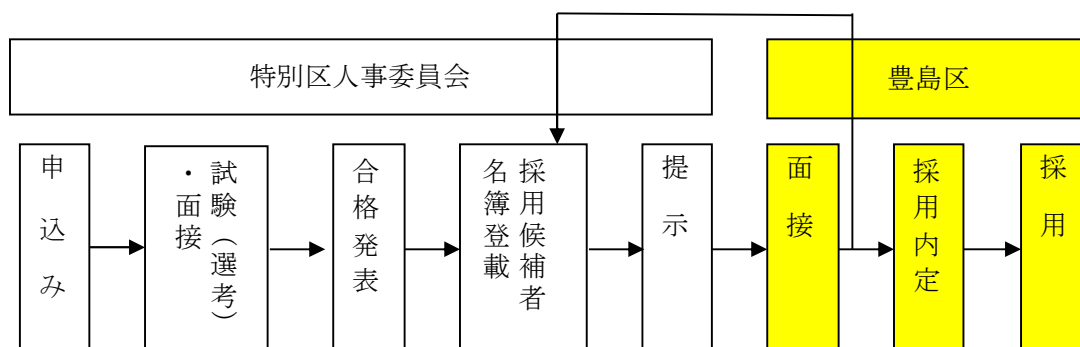 特別区人事委員会
豊島区
申込み
試験（選考）
・面接
合格発表
採用候補者
名簿登載
提示
面接
採用内定
採用